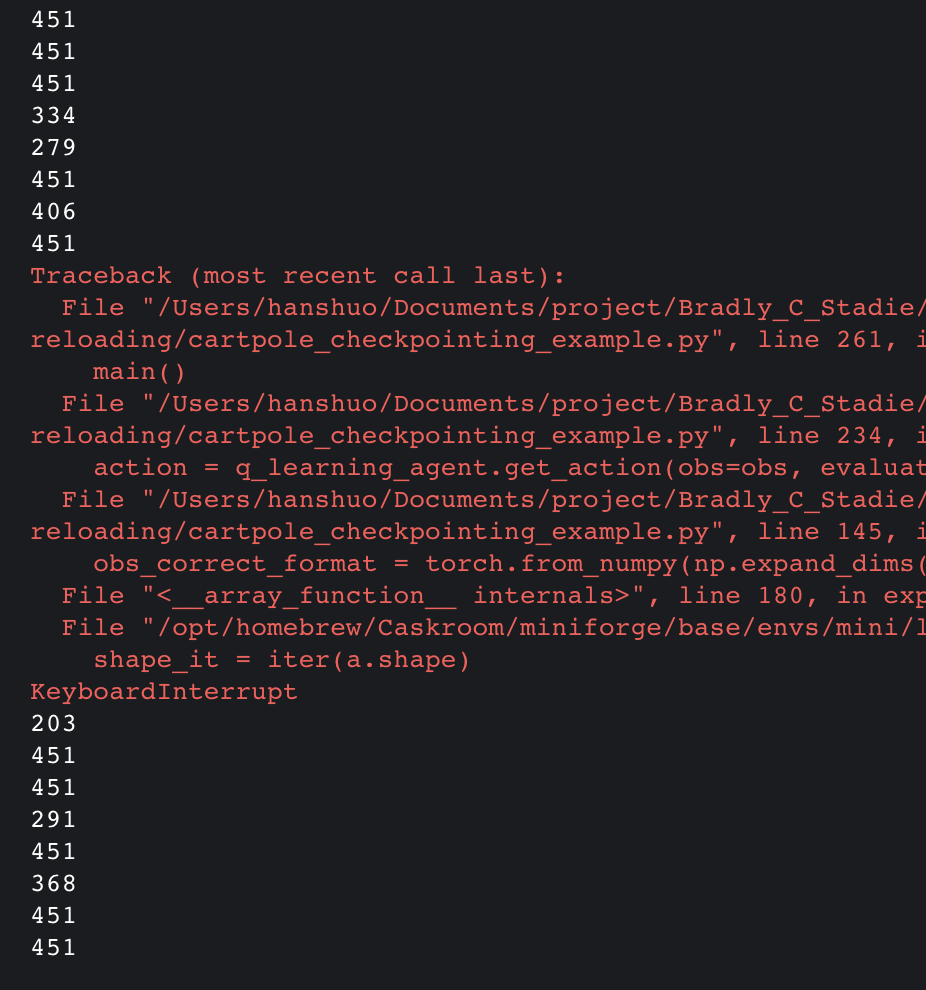 451
451
451
334
279
451
406
451
Traceback (most recent call last):
  File "/Users/hanshuo/Documents/project/Bradly_C_Stadie/
reloading/cartpole_checkpointing_example.py", line 261, i
    main()
  File "/Users/hanshuo/Documents/project/Bradly_C_Stadie/
reloading/cartpole_checkpointing_example.py", line 234, i
    action = q_learning_agent.get_action(obs=obs, evaluat
  File "/Users/hanshuo/Documents/project/Bradly_C_Stadie/
reloading/cartpole_checkpointing_example.py", line 145, i
    obs_correct_format = torch.from_numpy(np.expand_dims(
  File "<__array_function__ internals>", line 180, in exp
  File "/opt/homebrew/Caskroom/miniforge/base/envs/mini/l
    shape_it = iter(a.shape)
KeyboardInterrupt
203
451
451
291
451
368
451
451